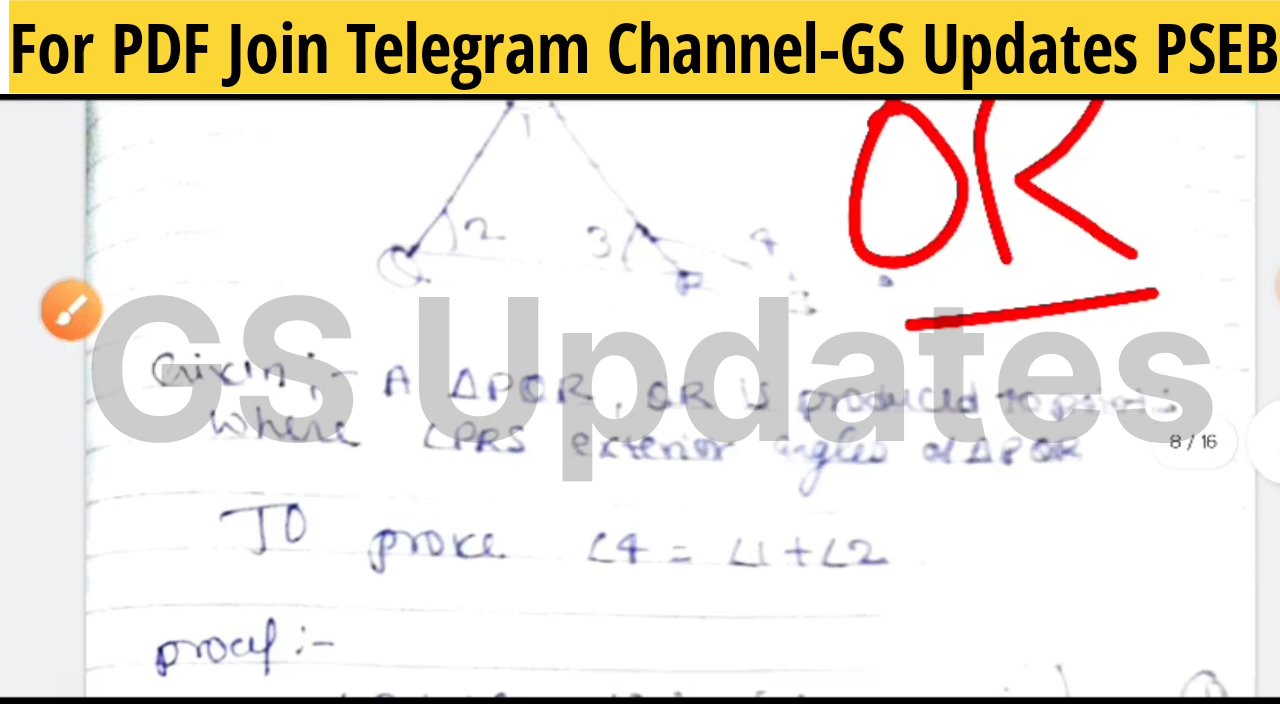 For PDF Join Telegram Channel-GS Updates PSEB
OR
1
2
3
4
Q
R
S
GS Updates
Given :- A ΔPQR, QR is produced to point S
Where ∠PRS exterior angles of ΔPQR
8 / 16
To prove ∠4 = ∠1 + ∠2
proof :-